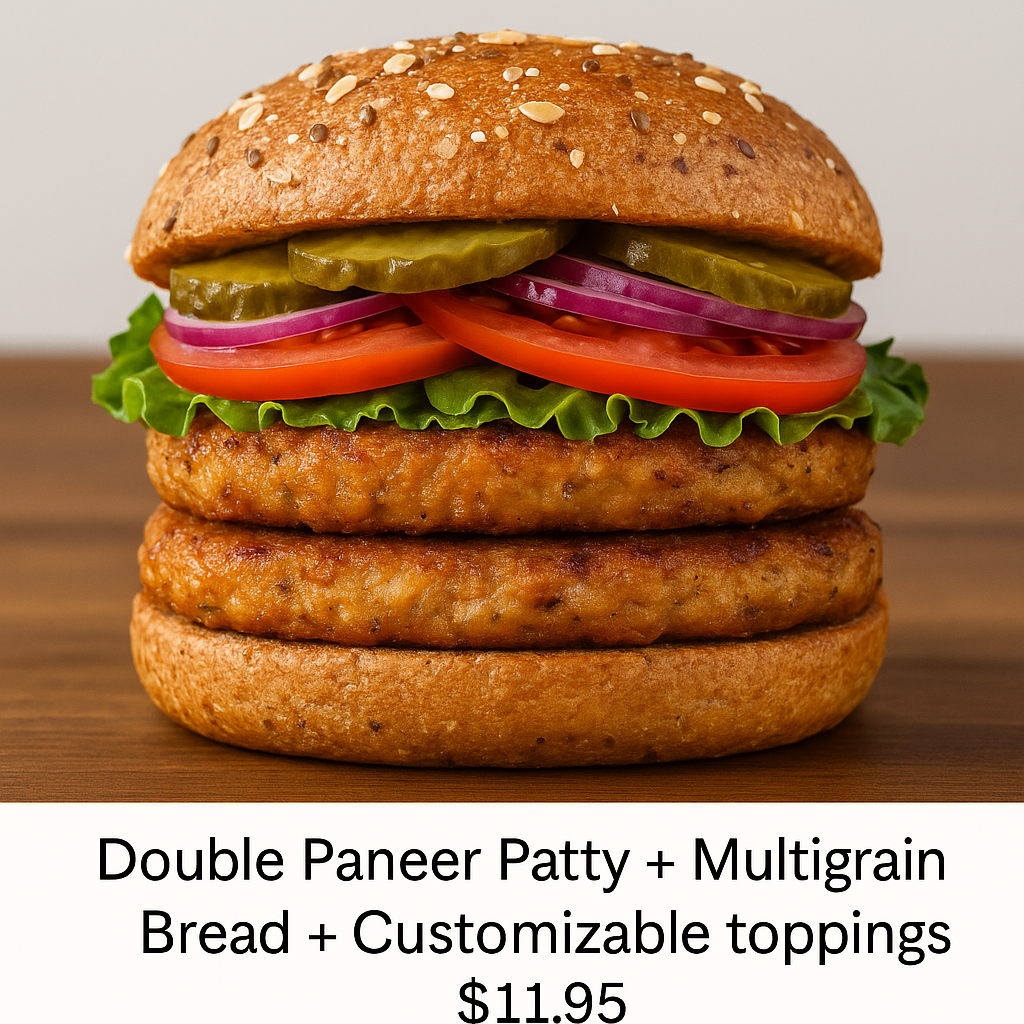 Double Paneer Patty + Multigrain
Bread + Customizable toppings
$11.95